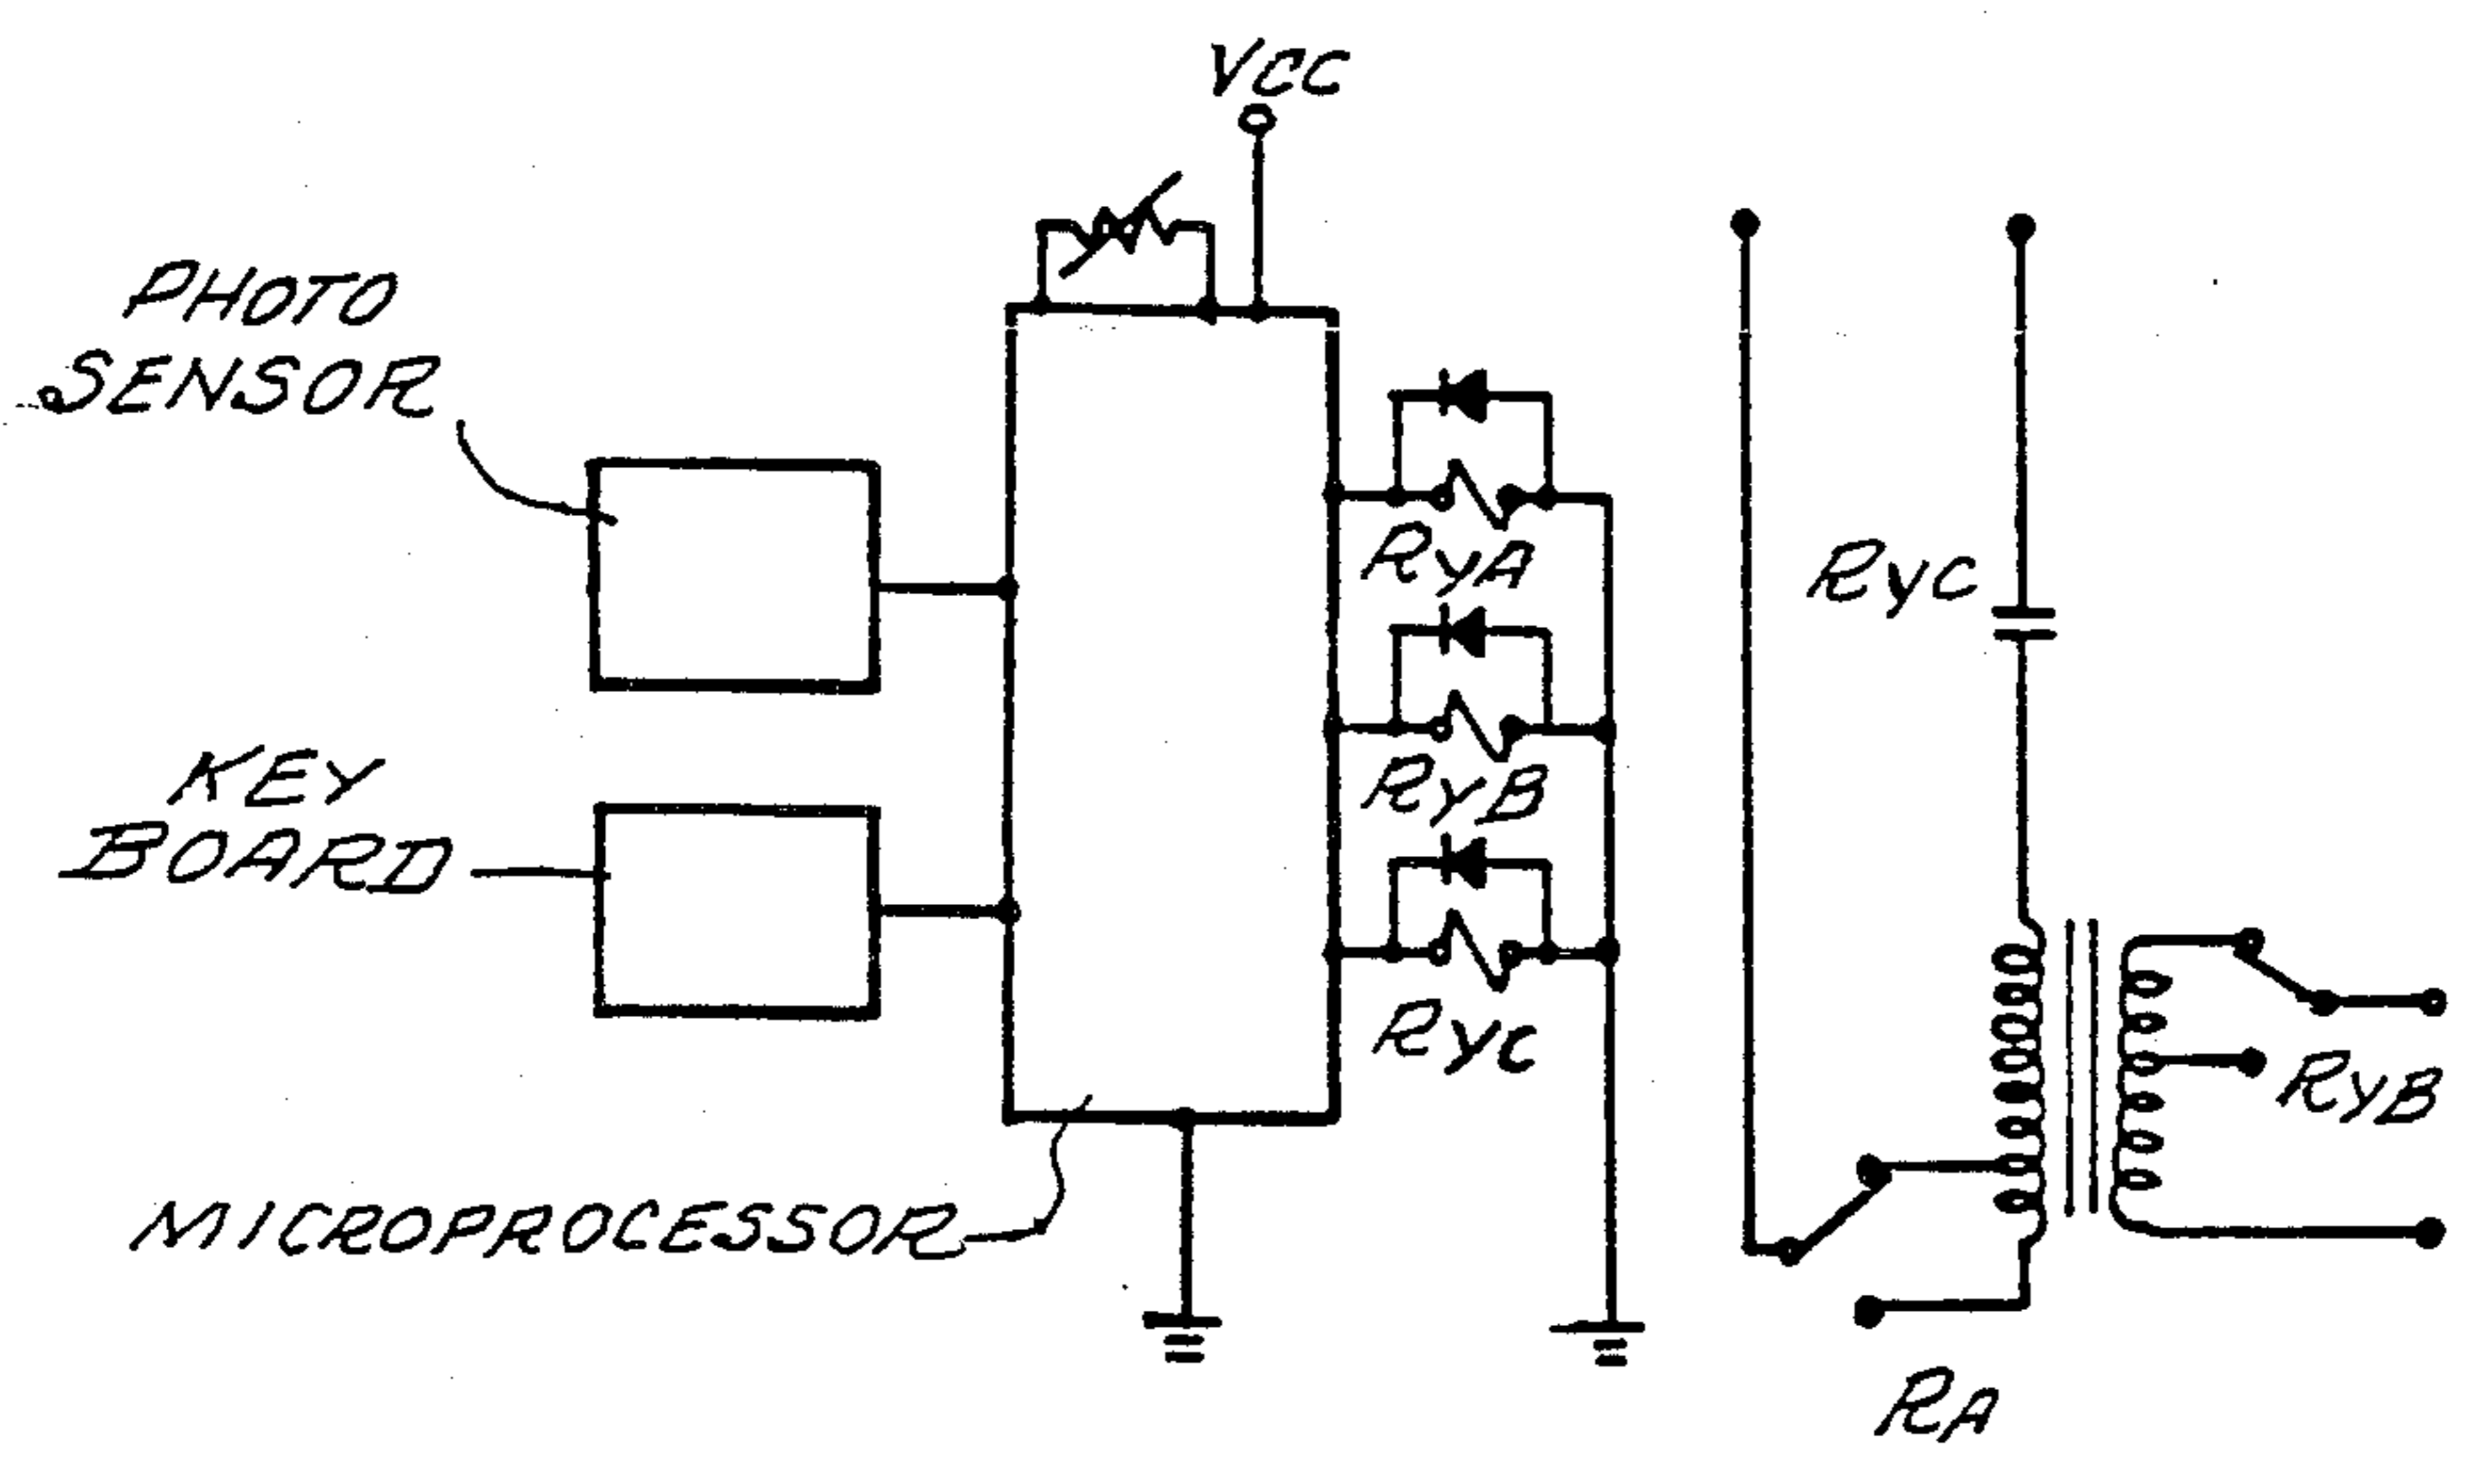 VCC
PHOTO
SENSOR
RYA
RYC
KEY
BOARD
RYB
RYC
RYB
MICROPROCESSOR
RA